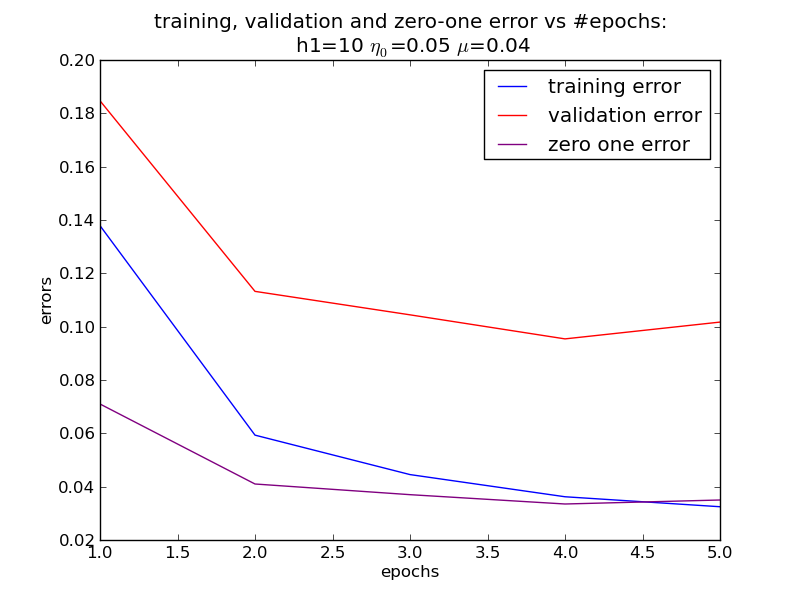 training, validation and zero-one error vs #epochs:
h1=10 η₀=0.05 μ=0.04
training error
validation error
zero one error
0.20
0.18
0.16
0.14
0.12
0.10
0.08
0.06
0.04
0.02
errors
1.0 1.5 2.0 2.5 3.0 3.5 4.0 4.5 5.0
epochs